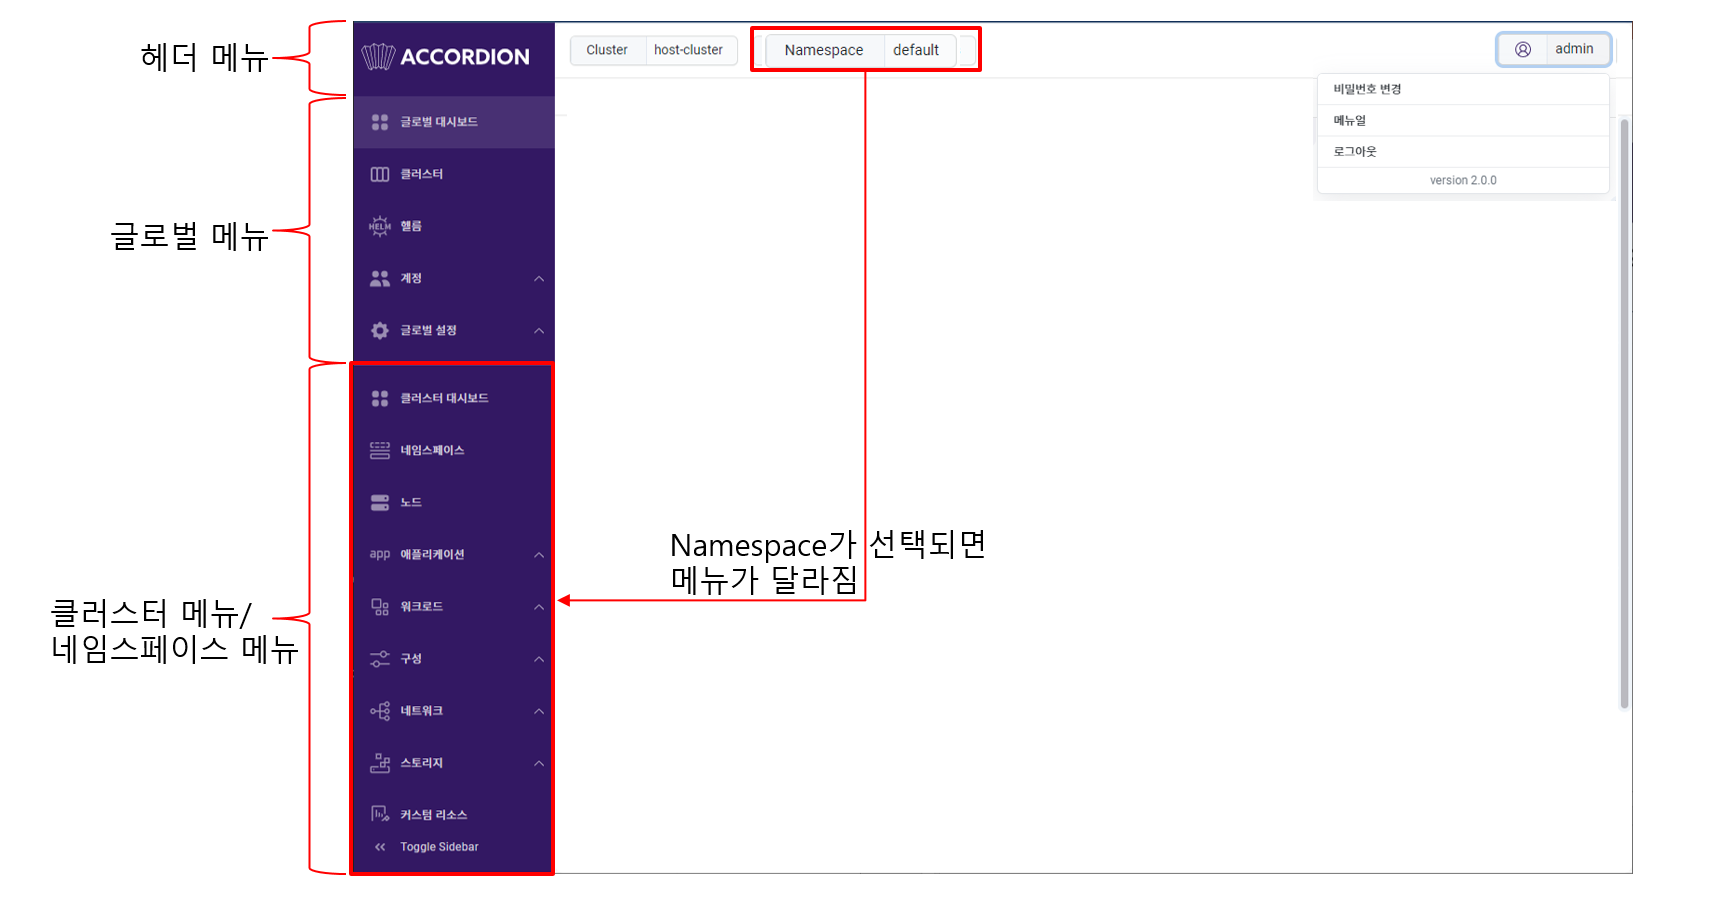 헤더 메뉴
ACCORDION
Cluster host-cluster
Namespace default
admin
비밀번호 변경
메뉴얼
로그아웃
version 2.0.0
글로벌 메뉴
글로벌 대시보드
클러스터
HELM 헬름
계정
글로벌 설정
클러스터 메뉴/
네임스페이스 메뉴
클러스터 대시보드
네임스페이스
노드
app 애플리케이션
워크로드
구성
네트워크
스토리지
커스텀 리소스
Toggle Sidebar
Namespace가 선택되면
메뉴가 달라짐